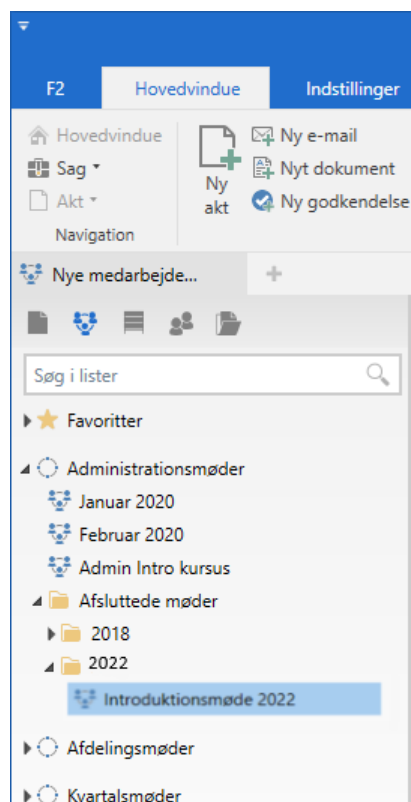 F2 Hovedvindue Indstillinger
Hovedvindue
Sag
Akt
Navigation
Ny
akt
Ny e-mail
Nyt dokument
Ny godkendelse
Nye medarbejde...
Søg i lister
Favoritter
Administrationsmøder
Januar 2020
Februar 2020
Admin Intro kursus
Afsluttede møder
2018
2022
Introduktionsmøde 2022
Afdelingsmøder
Kvartalsmøder